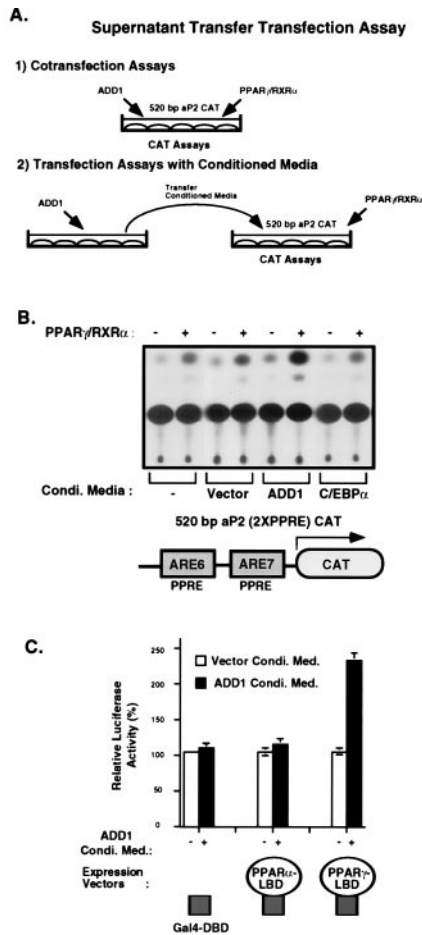 A.
Supernatant Transfer Transfection Assay
1) Cotransfection Assays
ADD1 PPARγ/RXRα
520 bp aP2 CAT
CAT Assays
2) Transfection Assays with Conditioned Media
ADD1 Transfer Conditioned Media PPARγ/RXRα
520 bp aP2 CAT
CAT Assays
B.
PPARγ/RXRα : - + - + - + - +
Condi. Media : - Vector ADD1 C/EBPα
520 bp aP2 (2XPPRE) CAT
ARE6 ARE7 CAT
PPRE PPRE
C.
Relative Luciferase Activity (%)
250
200
150
100
50
0
Vector Condi. Med.
ADD1 Condi. Med.
ADD1 Condi. Med.: - + - + - +
Expression Vectors :
PPARα-LBD PPARγ-LBD
Gal4-DBD